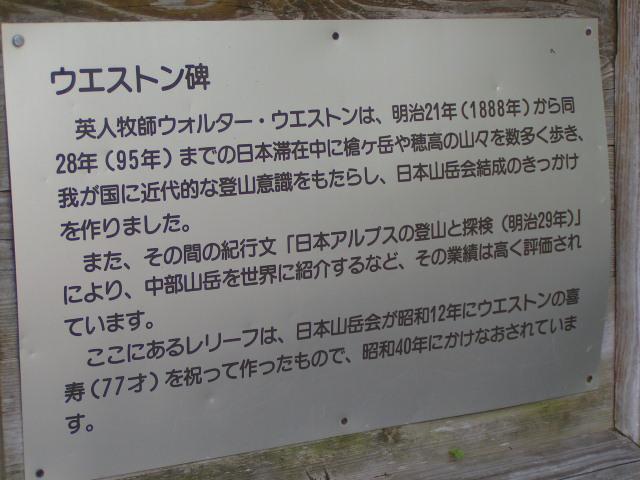 ウエストン碑
英人牧師ウォルター・ウエストンは、明治21年(1888年)から同
28年(95年)までの日本滞在中に槍ヶ岳や穂高の山々を数多く歩き、
我が国に近代的な登山意識をもたらし、日本山岳会結成のきっかけ
を作りました。
また、その間の紀行文「日本アルプスの登山と探検(明治29年)」
により、中部山岳を世界に紹介するなど、その業績は高く評価され
ています。
ここにあるレリーフは、日本山岳会が昭和12年にウエストンの喜
寿(77才)を祝って作ったもので、昭和40年にかけなおされていま
す。